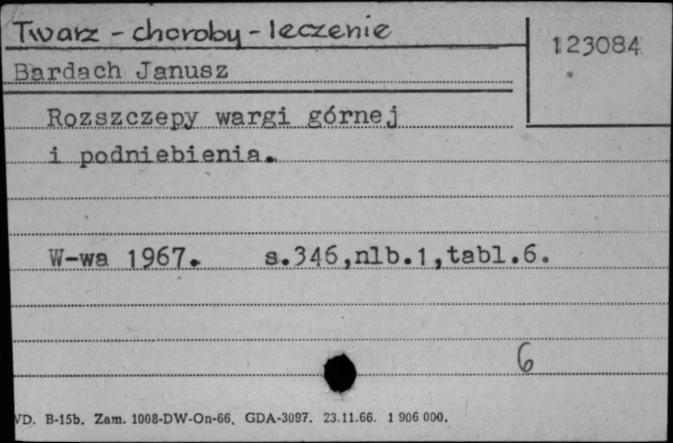 Twarz - choroby - leczenie
123084
Bardach Janusz
Rozszczepy wargi górnej
i podniebienia.
W-wa 1967. s.346,nlb.1,tabl.6.
6
VD. B-15b. Zam. 1008-DW-On-66. GDA-3097. 23.11.66. 1 906 000.